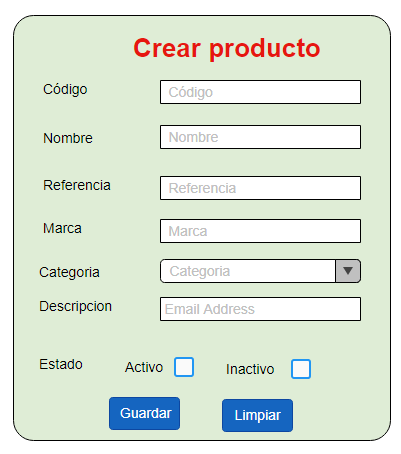 Crear producto
Código Código
Nombre Nombre
Referencia Referencia
Marca Marca
Categoria Categoria
Descripcion Email Address
Estado Activo Inactivo
Guardar Limpiar